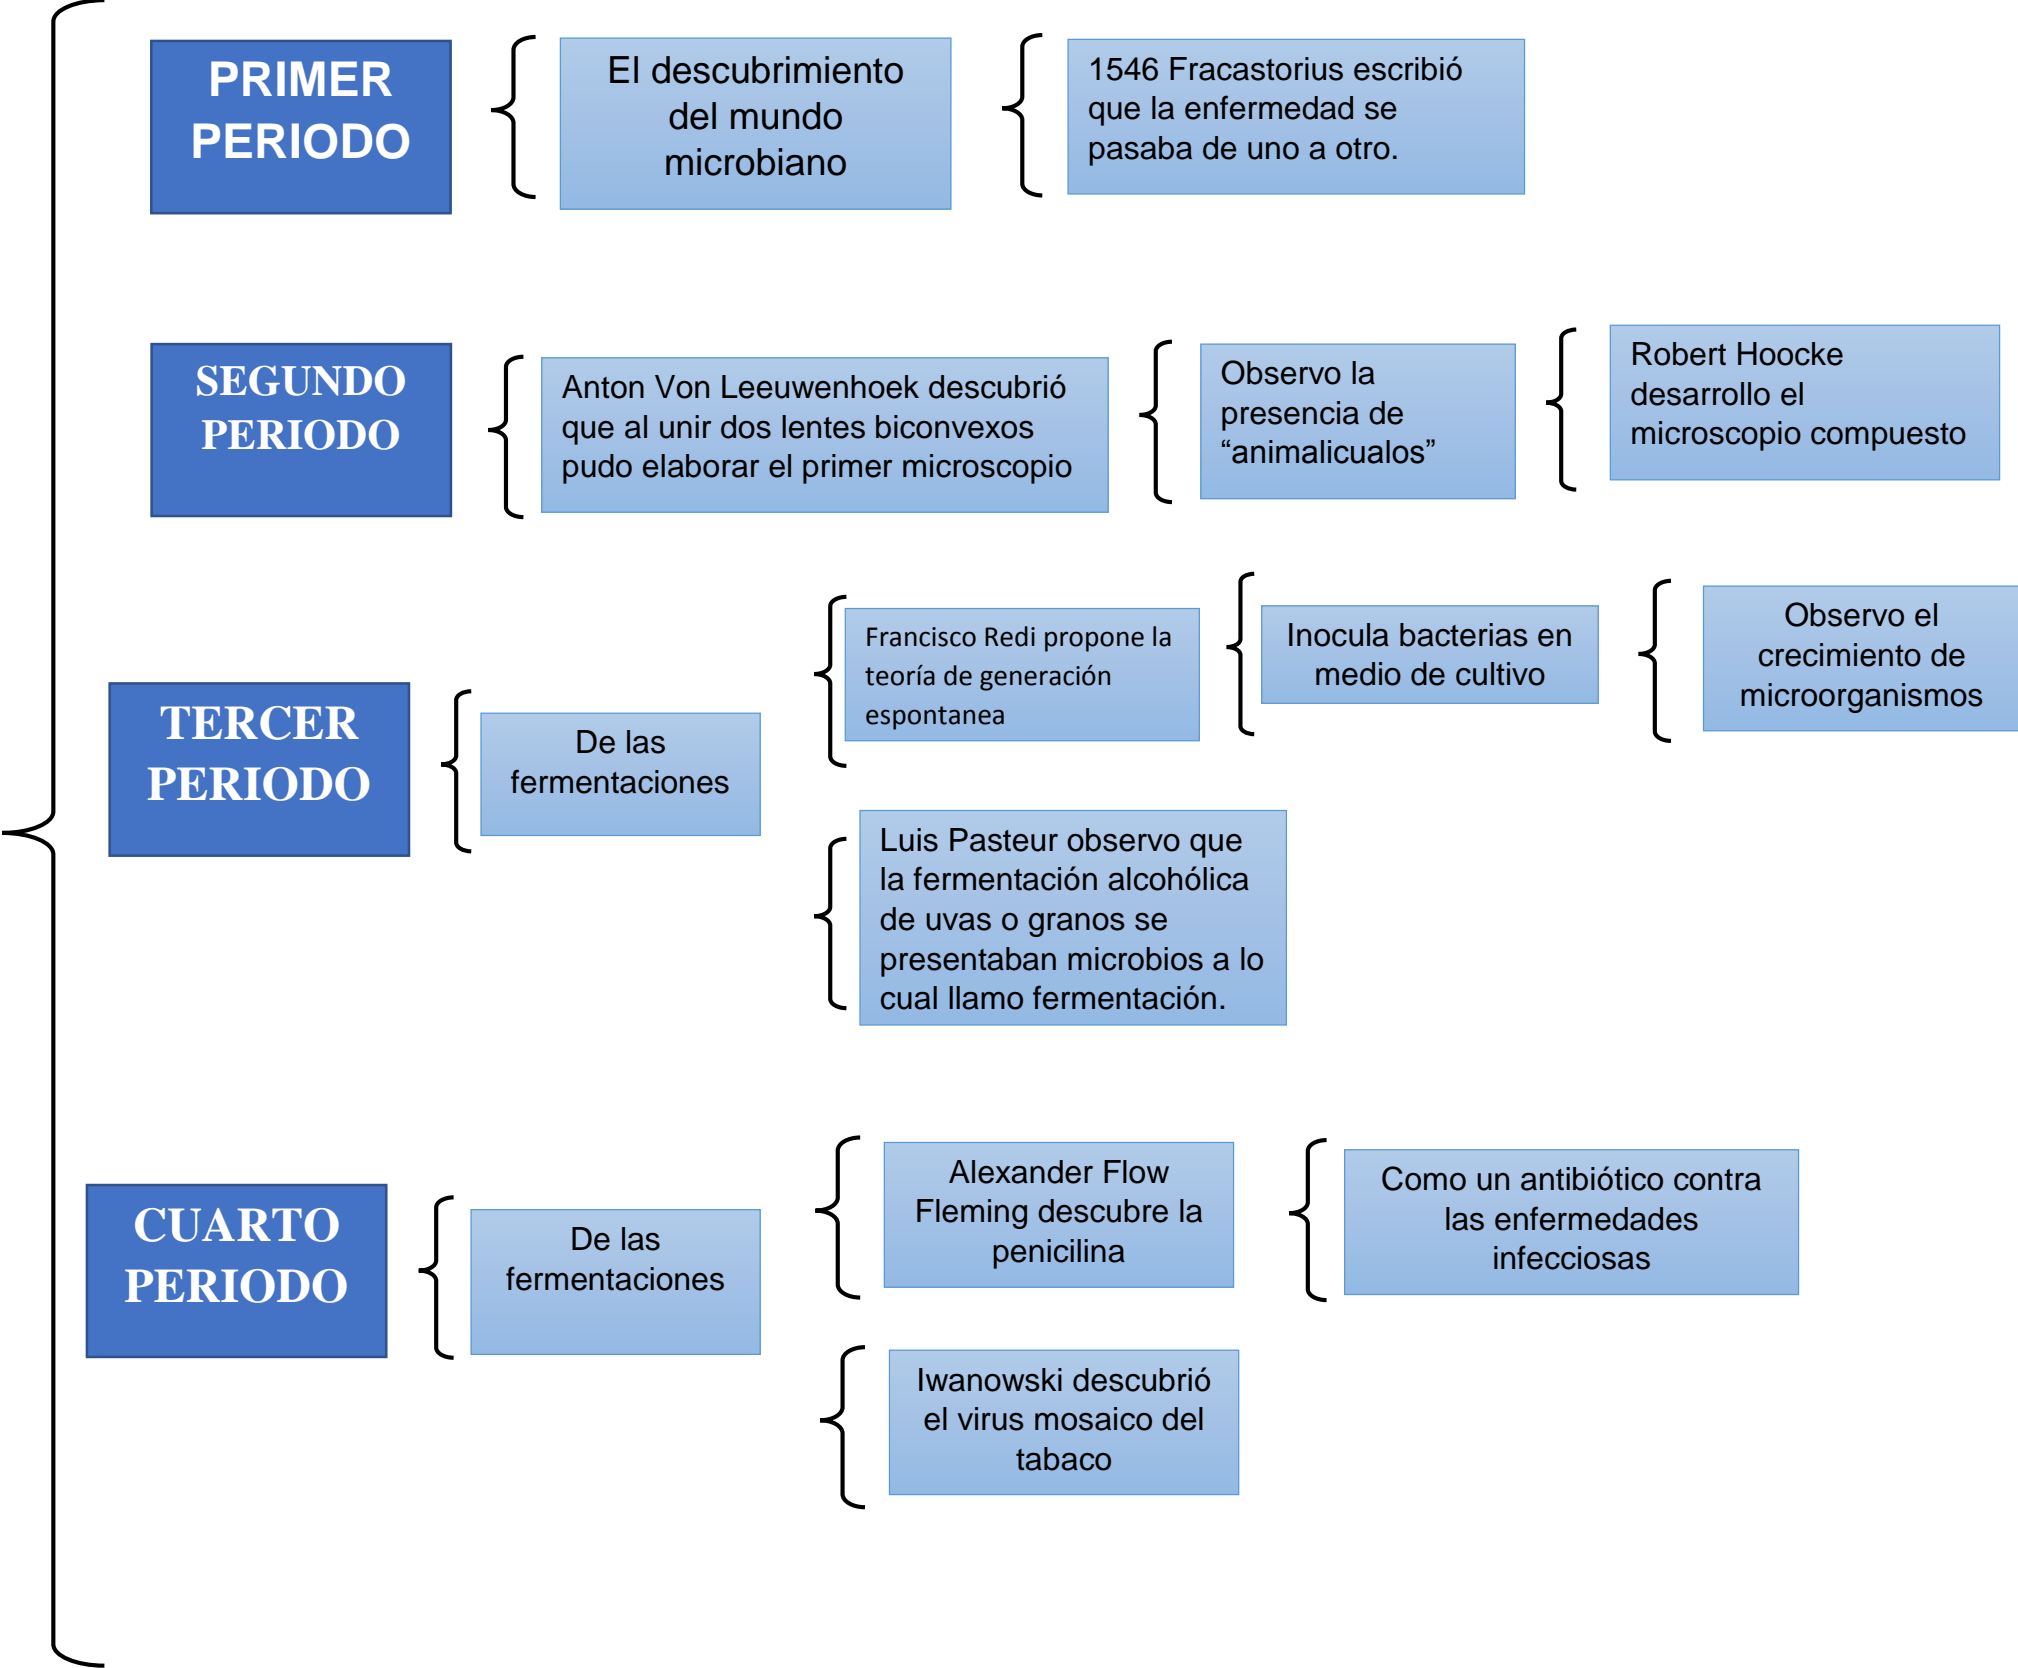 PRIMER
PERIODO
El descubrimiento
del mundo
microbiano
1546 Fracastorius escribió
que la enfermedad se
pasaba de uno a otro.
SEGUNDO
PERIODO
Anton Von Leeuwenhoek descubrió
que al unir dos lentes biconvexos
pudo elaborar el primer microscopio
Observo la
presencia de
“animalicualos”
Robert Hoocke
desarrollo el
microscopio compuesto
TERCER
PERIODO
De las
fermentaciones
Francisco Redi propone la
teoría de generación
espontanea
Inocula bacterias en
medio de cultivo
Observo el
crecimiento de
microorganismos
Luis Pasteur observo que
la fermentación alcohólica
de uvas o granos se
presentaban microbios a lo
cual llamo fermentación.
CUARTO
PERIODO
De las
fermentaciones
Alexander Flow
Fleming descubre la
penicilina
Como un antibiótico contra
las enfermedades
infecciosas
Iwanowski descubrió
el virus mosaico del
tabaco